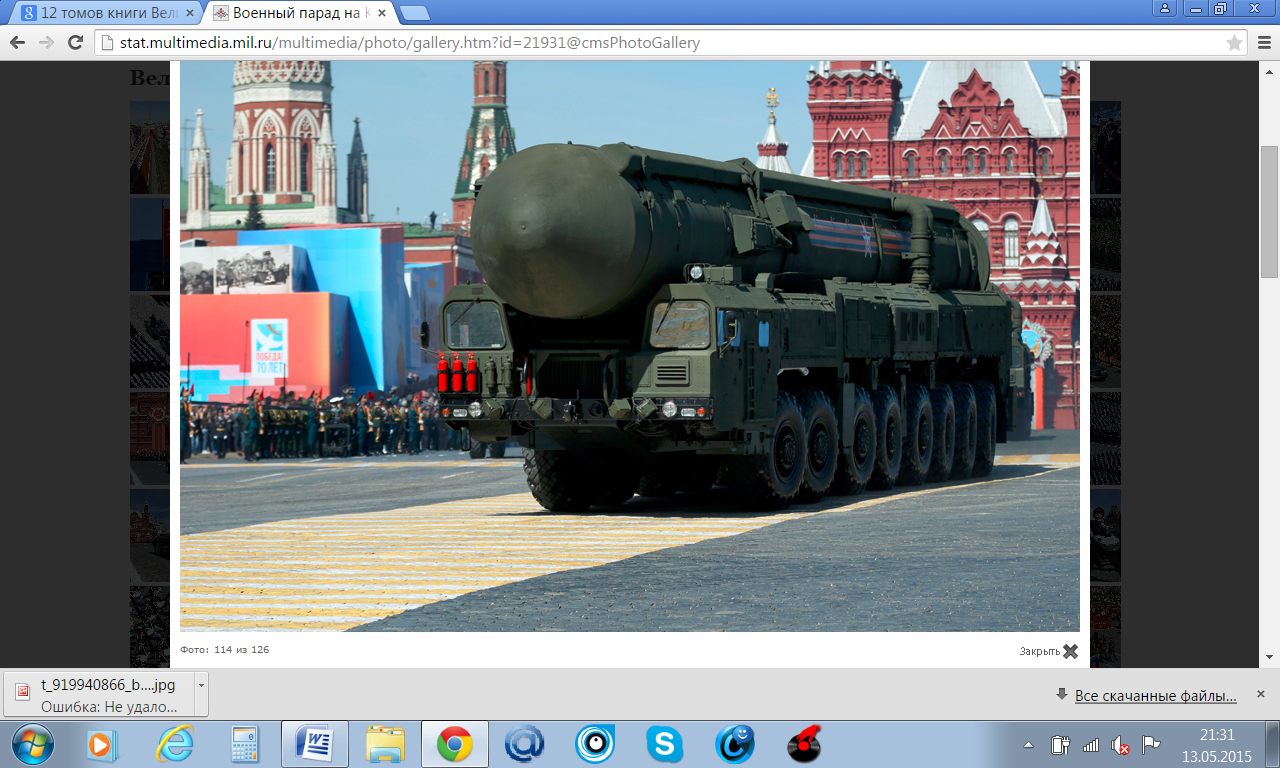 12 томов книги Вели
Военный парад на К
stat.multimedia.mil.ru/multimedia/photo/gallery.htm?id=21931@cmsPhotoGallery
Вел
ПОБЕДА!
70 ЛЕТ
Фото: 114 из 126
Закрыть
t_919940866_b....jpg
Ошибка: Не удало...
Все скачанные файлы...
21:31
13.05.2015